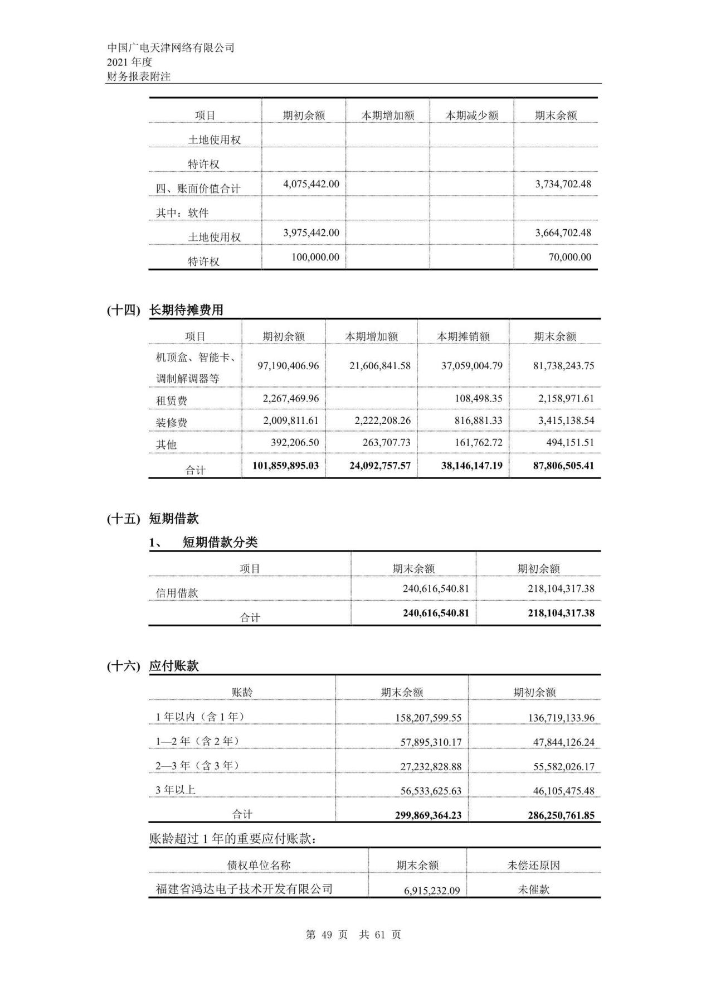 中国广电天津网络有限公司
2021 年度
财务报表附注
项目 期初余额 本期增加额 本期减少额 期末余额
土地使用权
特许权
四、账面价值合计 4,075,442.00 3,734,702.48
其中：软件
土地使用权 3,975,442.00 3,664,702.48
特许权 100,000.00 70,000.00
(十四) 长期待摊费用
项目 期初余额 本期增加额 本期摊销额 期末余额
机顶盒、智能卡、
调制解调器等 97,190,406.96 21,606,841.58 37,059,004.79 81,738,243.75
租赁费 2,267,469.96 108,498.35 2,158,971.61
装修费 2,009,811.61 2,222,208.26 816,881.33 3,415,138.54
其他 392,206.50 263,707.73 161,762.72 494,151.51
合计 101,859,895.03 24,092,757.57 38,146,147.19 87,806,505.41
(十五) 短期借款
1、 短期借款分类
项目 期末余额 期初余额
信用借款 240,616,540.81 218,104,317.38
合计 240,616,540.81 218,104,317.38
(十六) 应付账款
账龄 期末余额 期初余额
1 年以内（含 1 年） 158,207,599.55 136,719,133.96
1—2 年（含 2 年） 57,895,310.17 47,844,126.24
2—3 年（含 3 年） 27,232,828.88 55,582,026.17
3 年以上 56,533,625.63 46,105,475.48
合计 299,869,364.23 286,250,761.85
账龄超过 1 年的重要应付账款：
债权单位名称 期末余额 未偿还原因
福建省鸿达电子技术开发有限公司 6,915,232.09 未催款
第 49 页 共 61 页